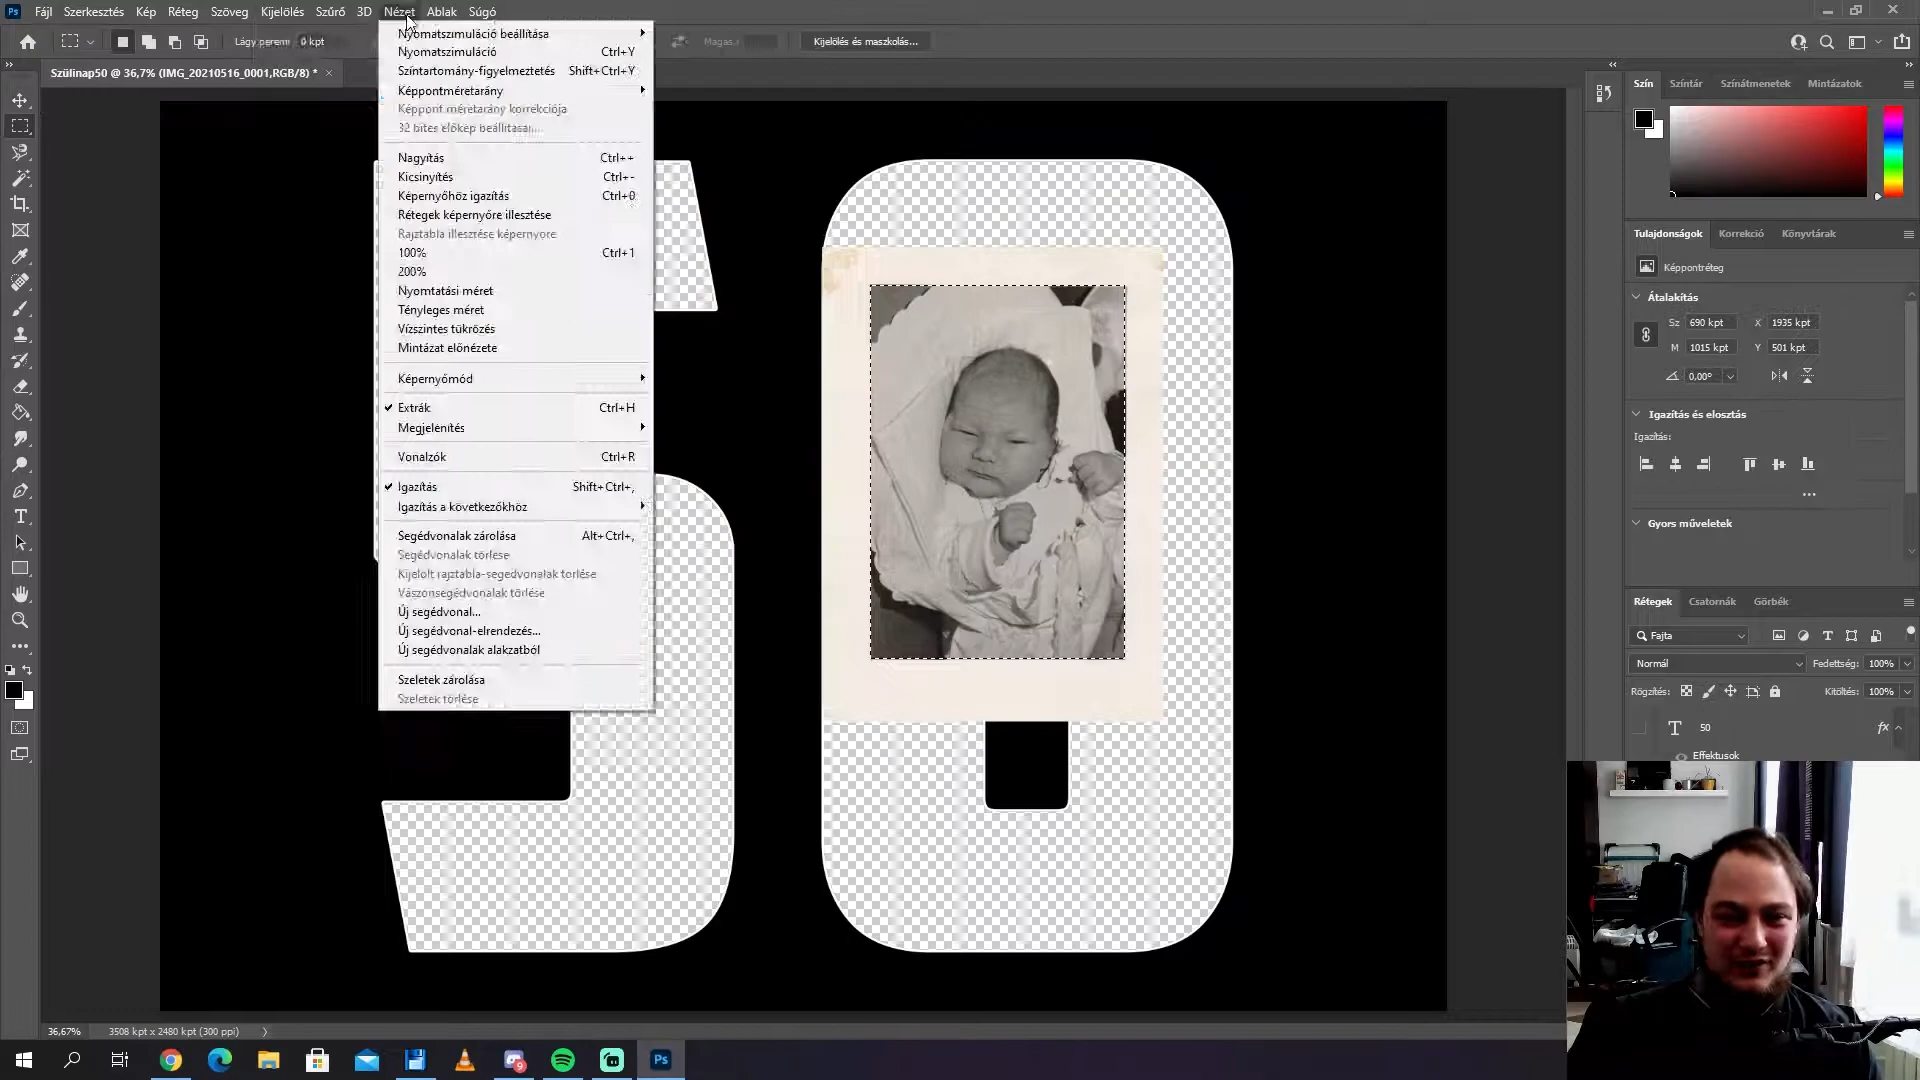 Ps Fájl Szerkesztés Kép Réteg Szöveg Kijelölés Szűrő 3D Nézet Ablak Súgó
Lágy perem: 0 kpt Magas.: Kijelölés és maszkolás...
Szülinap50 @ 36,7% (IMG_20210516_0001,RGB/8) * ×
Nyomatszimuláció beállítása
Nyomatszimuláció Ctrl+Y
Színtartomány-figyelmeztetés Shift+Ctrl+Y
Képpontméretarány
Képpont méretarány korrekciója
32 bites előkép beállításai...
Nagyítás Ctrl++
Kicsinyítés Ctrl+-
Képernyőhöz igazítás Ctrl+0
Rétegek képernyőre illesztése
Rajztábla illesztése képernyőre
100% Ctrl+1
200%
Nyomtatási méret
Tényleges méret
Vízszintes tükrözés
Mintázat előnézete
Képernyőmód
Extrák Ctrl+H
Megjelenítés
Vonalzók Ctrl+R
Igazítás Shift+Ctrl+,
Igazítás a következőkhöz
Segédvonalak zárolása Alt+Ctrl+,
Segédvonalak törlése
Kijelölt rajztábla-segédvonalak törlése
Vászonsegédvonalak törlése
Új segédvonal...
Új segédvonal-elrendezés...
Új segédvonalak alakzatból
Szeletek zárolása
Szeletek törlése
50
Szín Színtár Színátmenetek Mintázatok
Tulajdonságok Korrekció Könyvtárak
Képpontréteg
Átalakítás
Sz 690 kpt X 1935 kpt
M 1015 kpt Y 501 kpt
0,00°
Igazítás és elosztás
Igazítás:
Gyors műveletek
Rétegek Csatornák Görbék
Fajta
Normál Fedettség: 100%
Rögzítés: Kitöltés: 100%
T 50 fx
Effektusok
36,67% 3508 kpt x 2480 kpt (300 ppi)
9 Ps